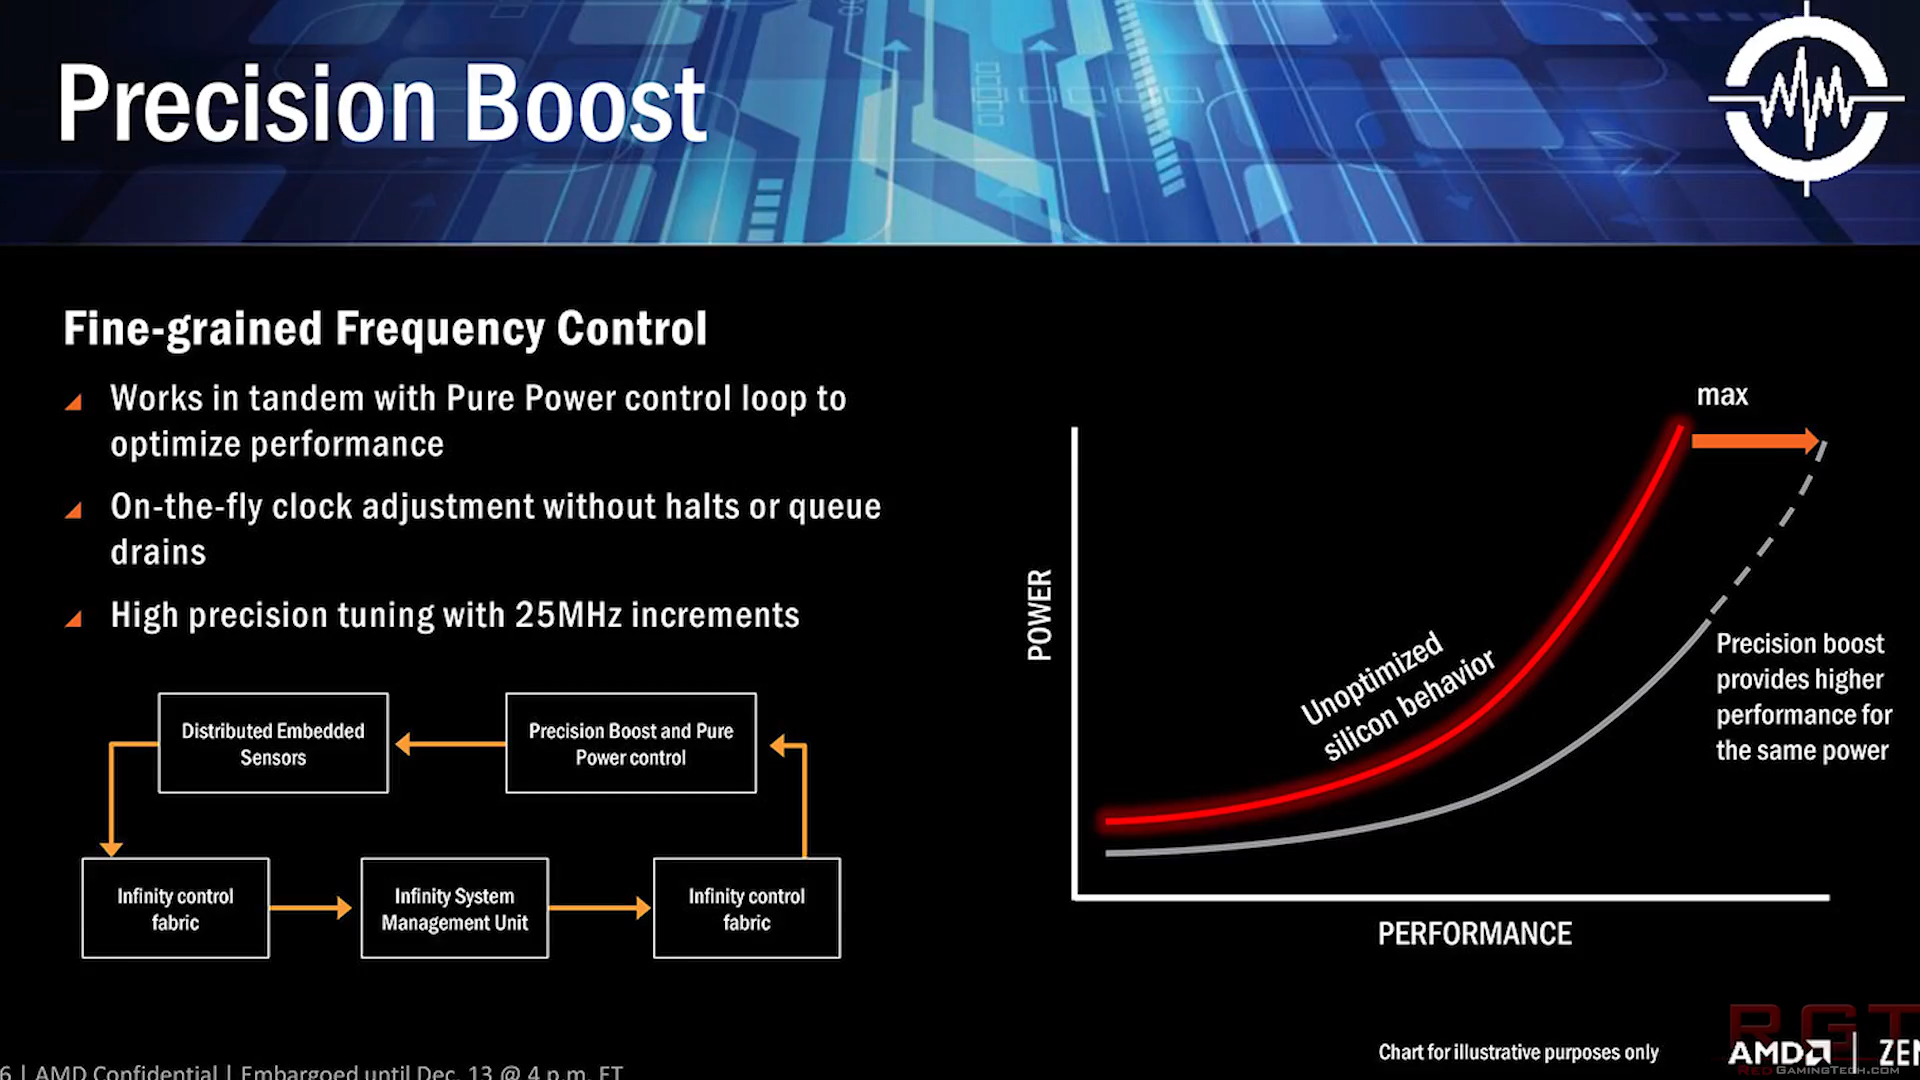 Precision Boost
Fine-grained Frequency Control
Works in tandem with Pure Power control loop to
optimize performance
On-the-fly clock adjustment without halts or queue
drains
High precision tuning with 25MHz increments
Distributed Embedded
Sensors
Precision Boost and Pure
Power control
Infinity control
fabric
Infinity System
Management Unit
Infinity control
fabric
max
POWER
Unoptimized
silicon behavior
Precision boost
provides higher
performance for
the same power
PERFORMANCE
Chart for illustrative purposes only
RGT
AMD | ZEN
REDGAMINGTECH.COM
6 | AMD Confidential | Embargoed until Dec. 13 @ 4 p.m. ET